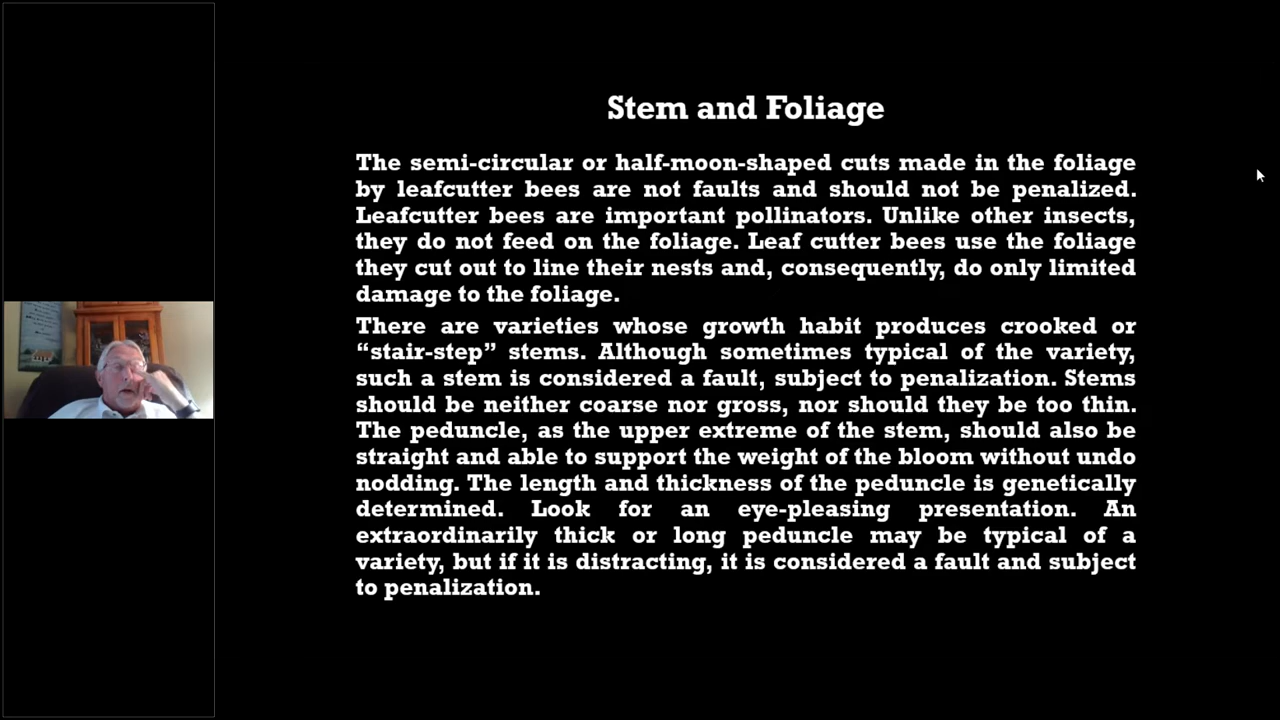 Stem and Foliage
The semi-circular or half-moon-shaped cuts made in the foliage
by leafcutter bees are not faults and should not be penalized.
Leafcutter bees are important pollinators. Unlike other insects,
they do not feed on the foliage. Leaf cutter bees use the foliage
they cut out to line their nests and, consequently, do only limited
damage to the foliage.
There are varieties whose growth habit produces crooked or
“stair-step” stems. Although sometimes typical of the variety,
such a stem is considered a fault, subject to penalization. Stems
should be neither coarse nor gross, nor should they be too thin.
The peduncle, as the upper extreme of the stem, should also be
straight and able to support the weight of the bloom without undo
nodding. The length and thickness of the peduncle is genetically
determined. Look for an eye-pleasing presentation. An
extraordinarily thick or long peduncle may be typical of a
variety, but if it is distracting, it is considered a fault and subject
to penalization.